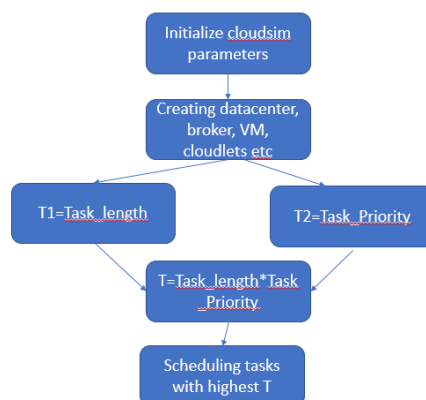 Initialize cloudsim
parameters
Creating datacenter,
broker, VM,
cloudlets etc
T1=Task_length
T2=Task_Priority
T=Task_length*Task
_Priority
Scheduling tasks
with highest T